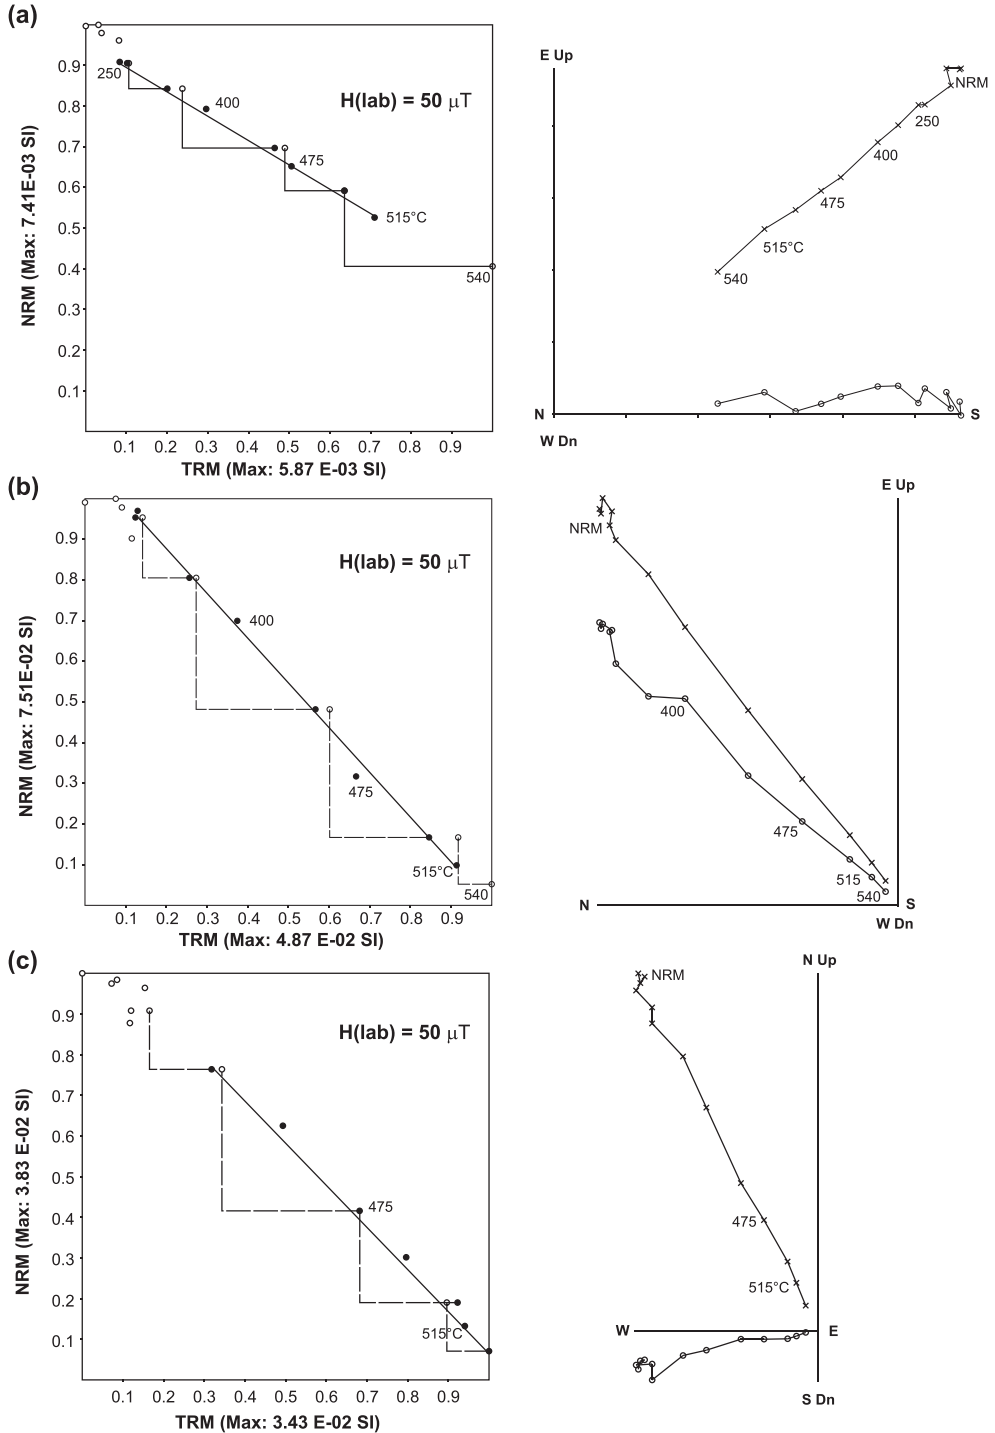 (a)
H(lab) = 50 μT
NRM (Max: 7.41E-03 SI)
0.9
0.8
0.7
0.6
0.5
0.4
0.3
0.2
0.1
250
400
475
515°C
540
0.1 0.2 0.3 0.4 0.5 0.6 0.7 0.8 0.9
TRM (Max: 5.87 E-03 SI)
E Up
NRM
250
400
475
515°C
540
N
S
W Dn
(b)
H(lab) = 50 μT
NRM (Max: 7.51E-02 SI)
0.9
0.8
0.7
0.6
0.5
0.4
0.3
0.2
0.1
400
475
515°C
540
0.1 0.2 0.3 0.4 0.5 0.6 0.7 0.8 0.9
TRM (Max: 4.87 E-02 SI)
E Up
NRM
400
475
515
540
N
S
W Dn
(c)
H(lab) = 50 μT
NRM (Max: 3.83 E-02 SI)
0.9
0.8
0.7
0.6
0.5
0.4
0.3
0.2
0.1
475
515°C
0.1 0.2 0.3 0.4 0.5 0.6 0.7 0.8 0.9
TRM (Max: 3.43 E-02 SI)
N Up
NRM
475
515°C
W
E
S Dn